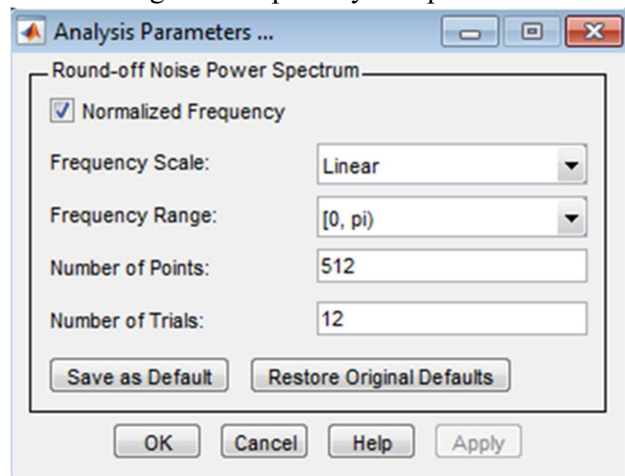 Analysis Parameters ...
Round-off Noise Power Spectrum
Normalized Frequency
Frequency Scale: Linear
Frequency Range: [0, pi)
Number of Points: 512
Number of Trials: 12
Save as Default Restore Original Defaults
OK Cancel Help Apply